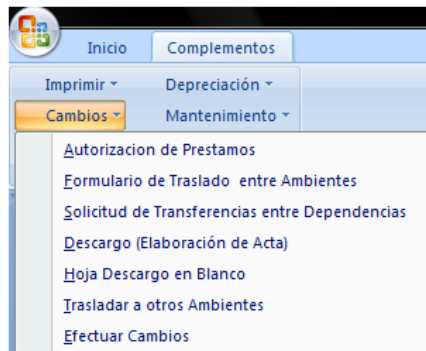 Inicio Complementos
Imprimir Depreciación
Cambios Mantenimiento
Autorizacion de Prestamos
Formulario de Traslado entre Ambientes
Solicitud de Transferencias entre Dependencias
Descargo (Elaboración de Acta)
Hoja Descargo en Blanco
Trasladar a otros Ambientes
Efectuar Cambios